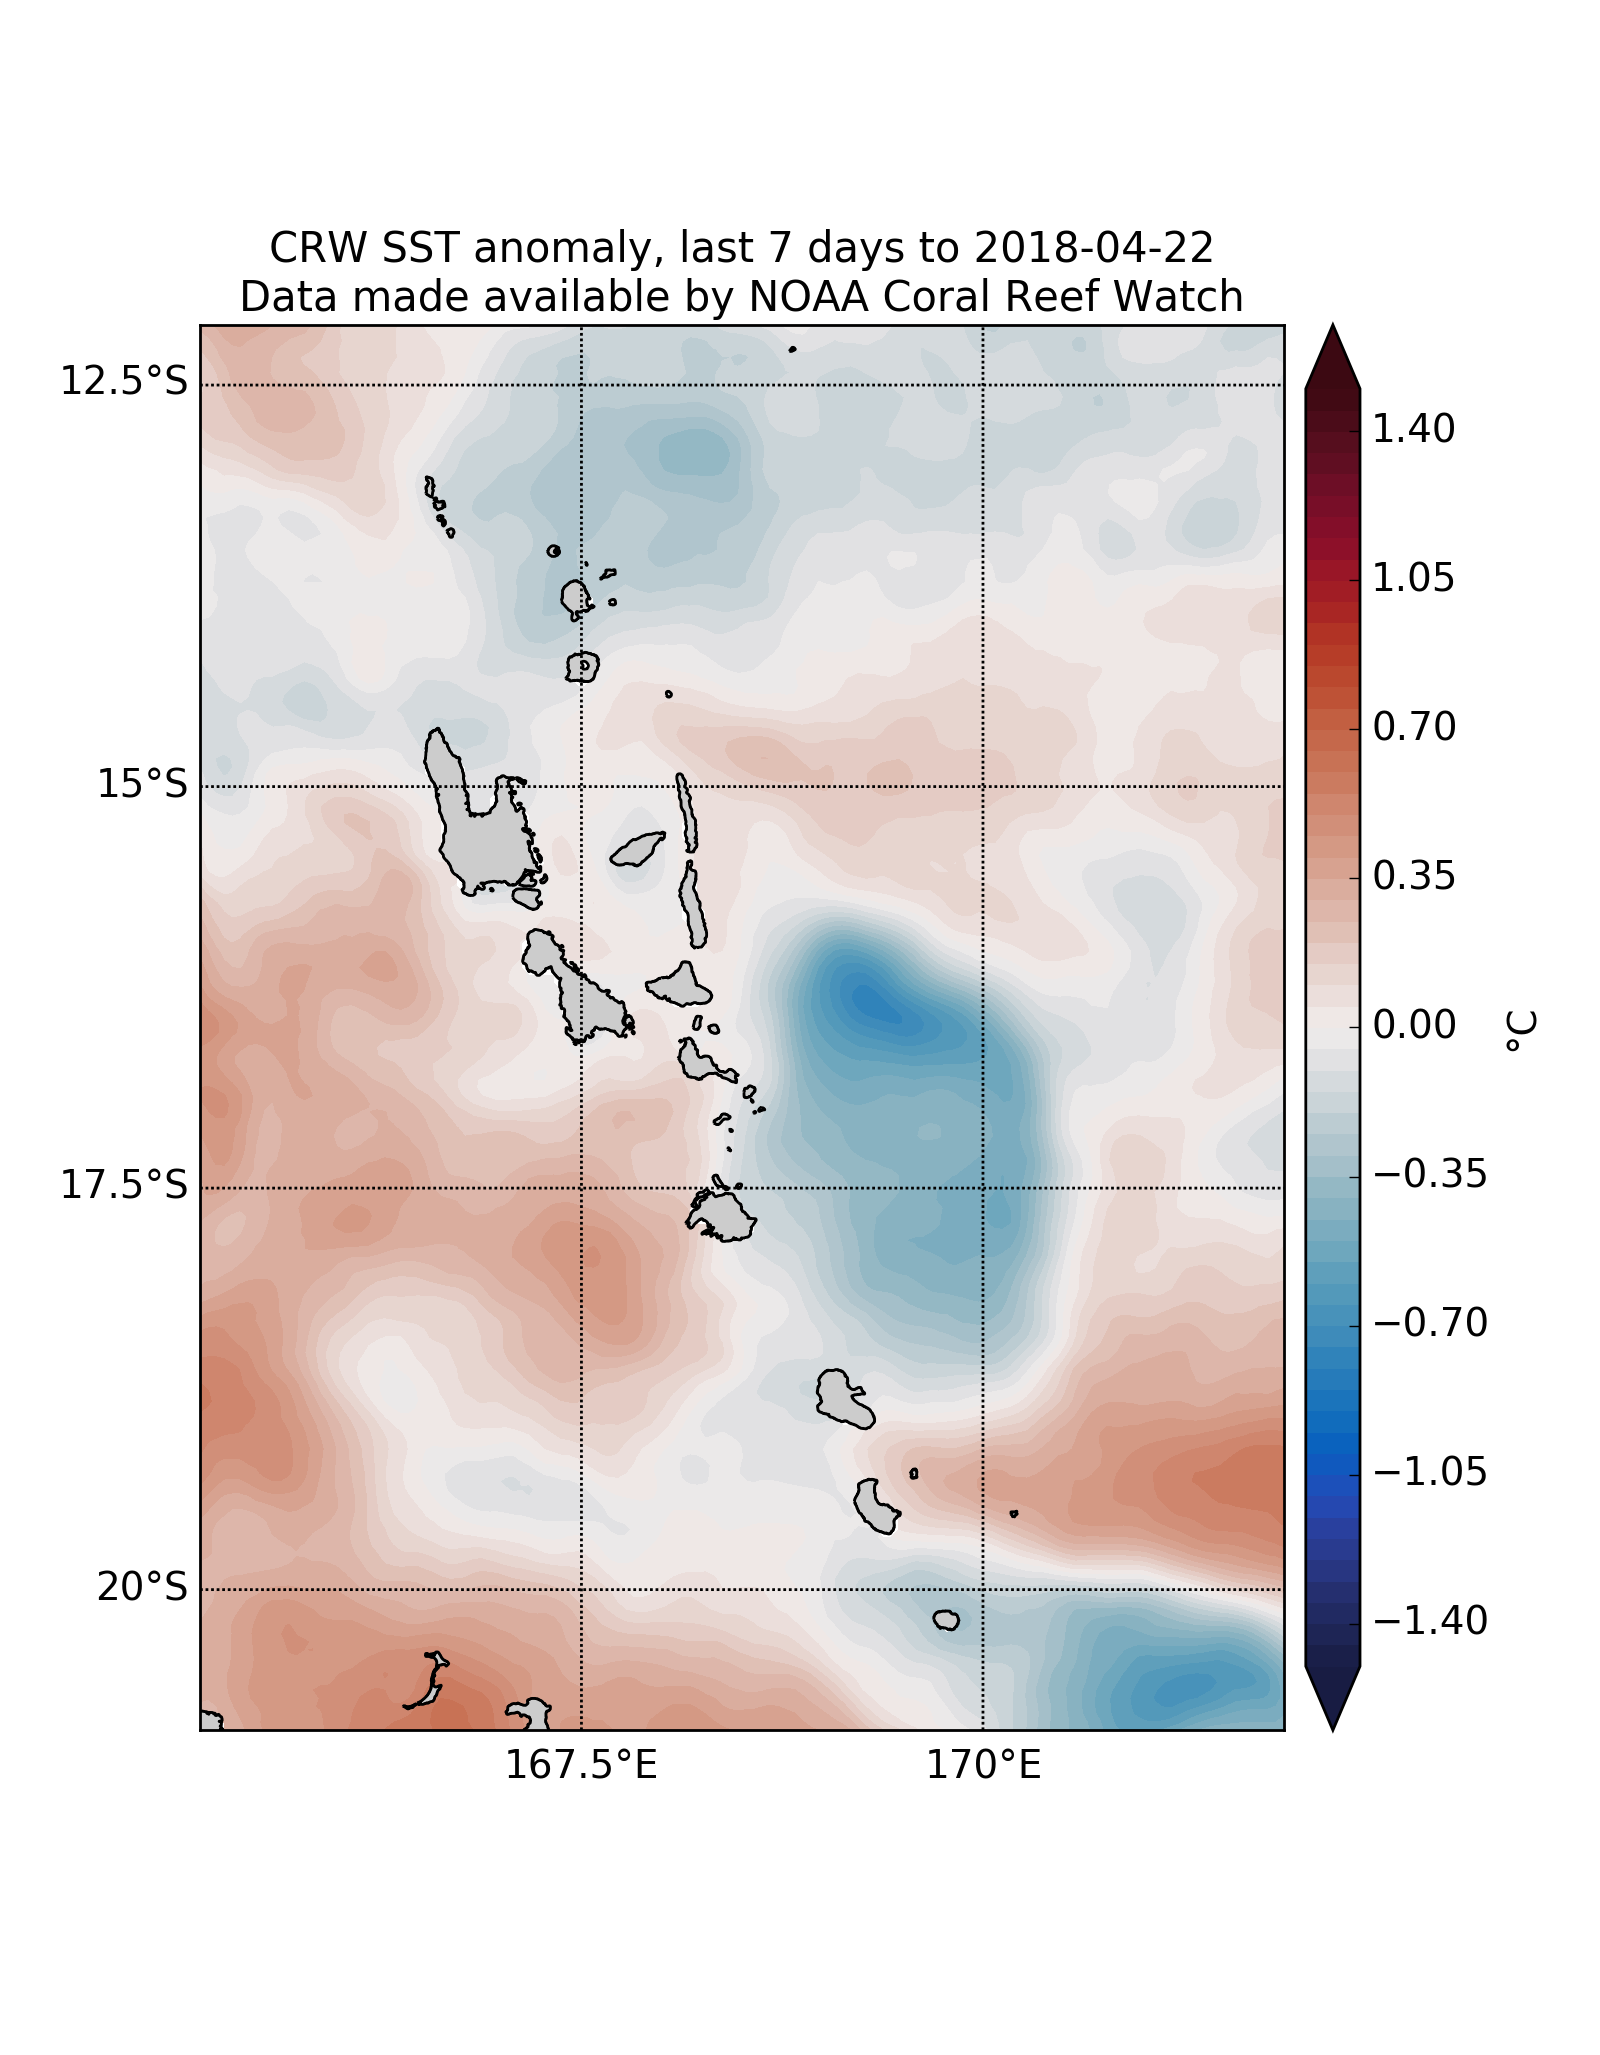 CRW SST anomaly, last 7 days to 2018-04-22
Data made available by NOAA Coral Reef Watch
12.5°S
15°S
17.5°S
20°S
167.5°E
170°E
1.40
1.05
0.70
0.35
0.00
−0.35
−0.70
−1.05
−1.40
°C